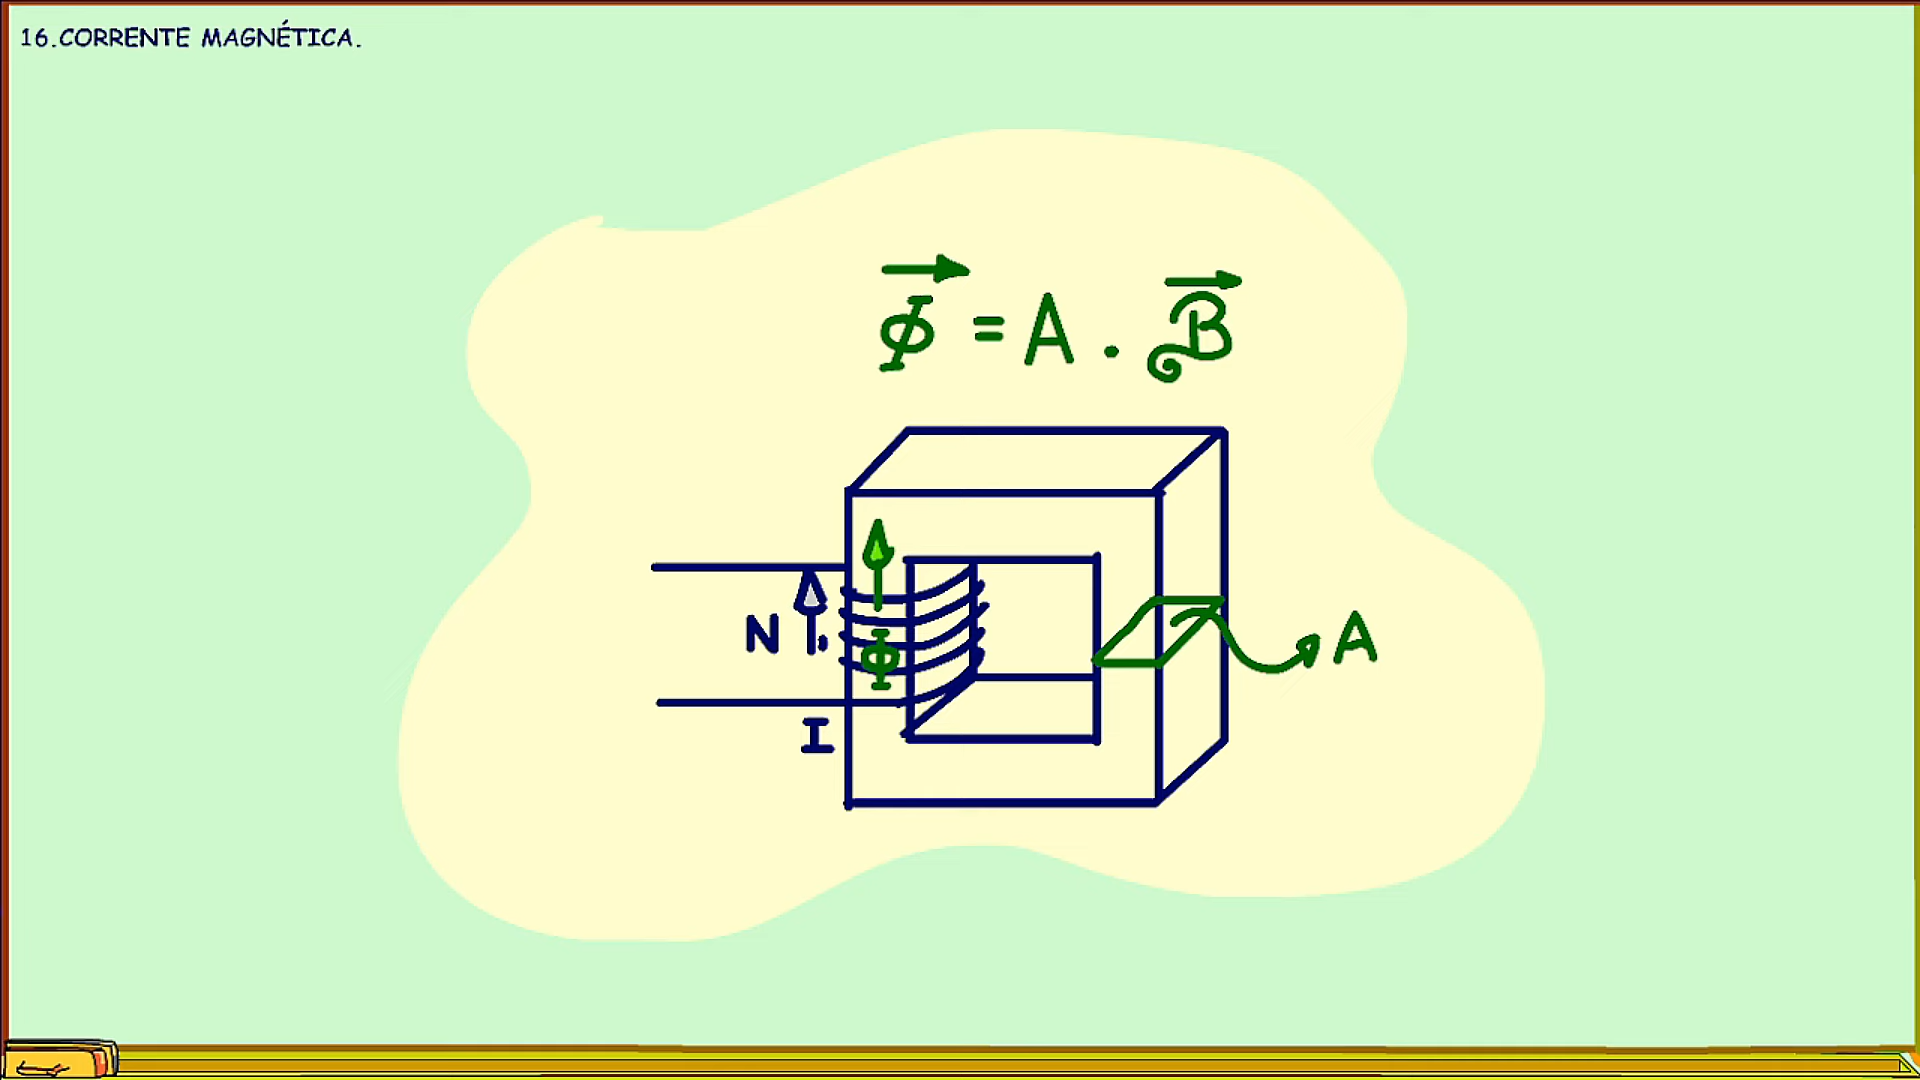 16.CORRENTE MAGNÉTICA.
Φ = A . B
N
Φ
A
I